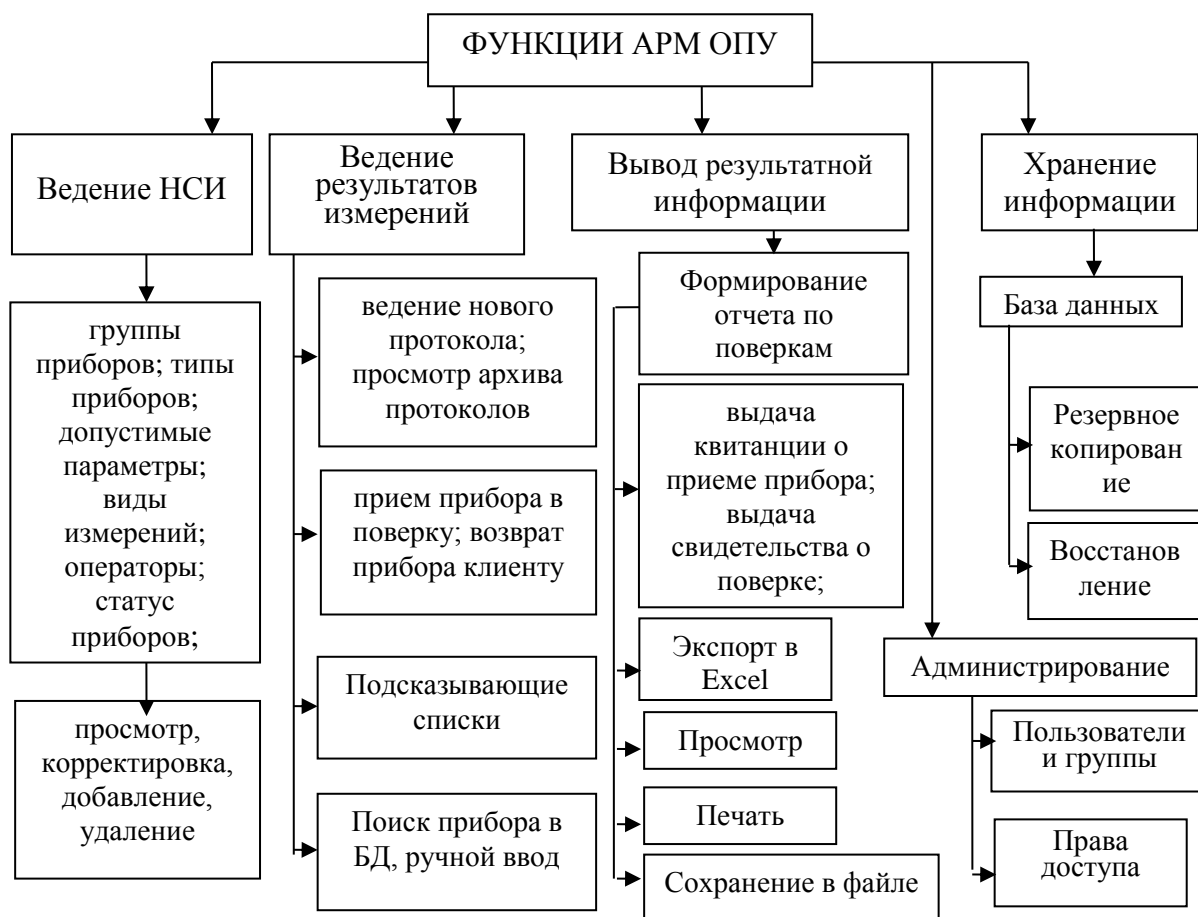 ФУНКЦИИ АРМ ОПУ
Ведение НСИ
группы
приборов; типы
приборов;
допустимые
параметры;
виды
измерений;
операторы;
статус
приборов;
просмотр,
корректировка,
добавление,
удаление
Ведение
результатов
измерений
ведение нового
протокола;
просмотр архива
протоколов
прием прибора в
поверку; возврат
прибора клиенту
Подсказывающие
списки
Поиск прибора в
БД, ручной ввод
Вывод результатной
информации
Формирование
отчета по
поверкам
выдача
квитанции о
приеме прибора;
выдача
свидетельства о
поверке;
Экспорт в
Excel
Просмотр
Печать
Сохранение в файле
Хранение
информации
База данных
Резервное
копирован
ие
Восстанов
ление
Администрирование
Пользователи
и группы
Права
доступа